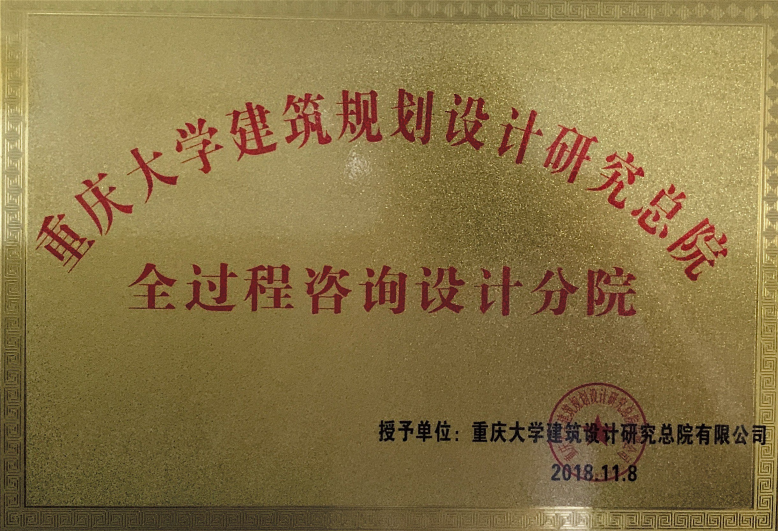 重庆大学建筑规划设计研究总院
全过程咨询设计分院
授予单位：重庆大学建筑设计研究总院有限公司
2018.11.8